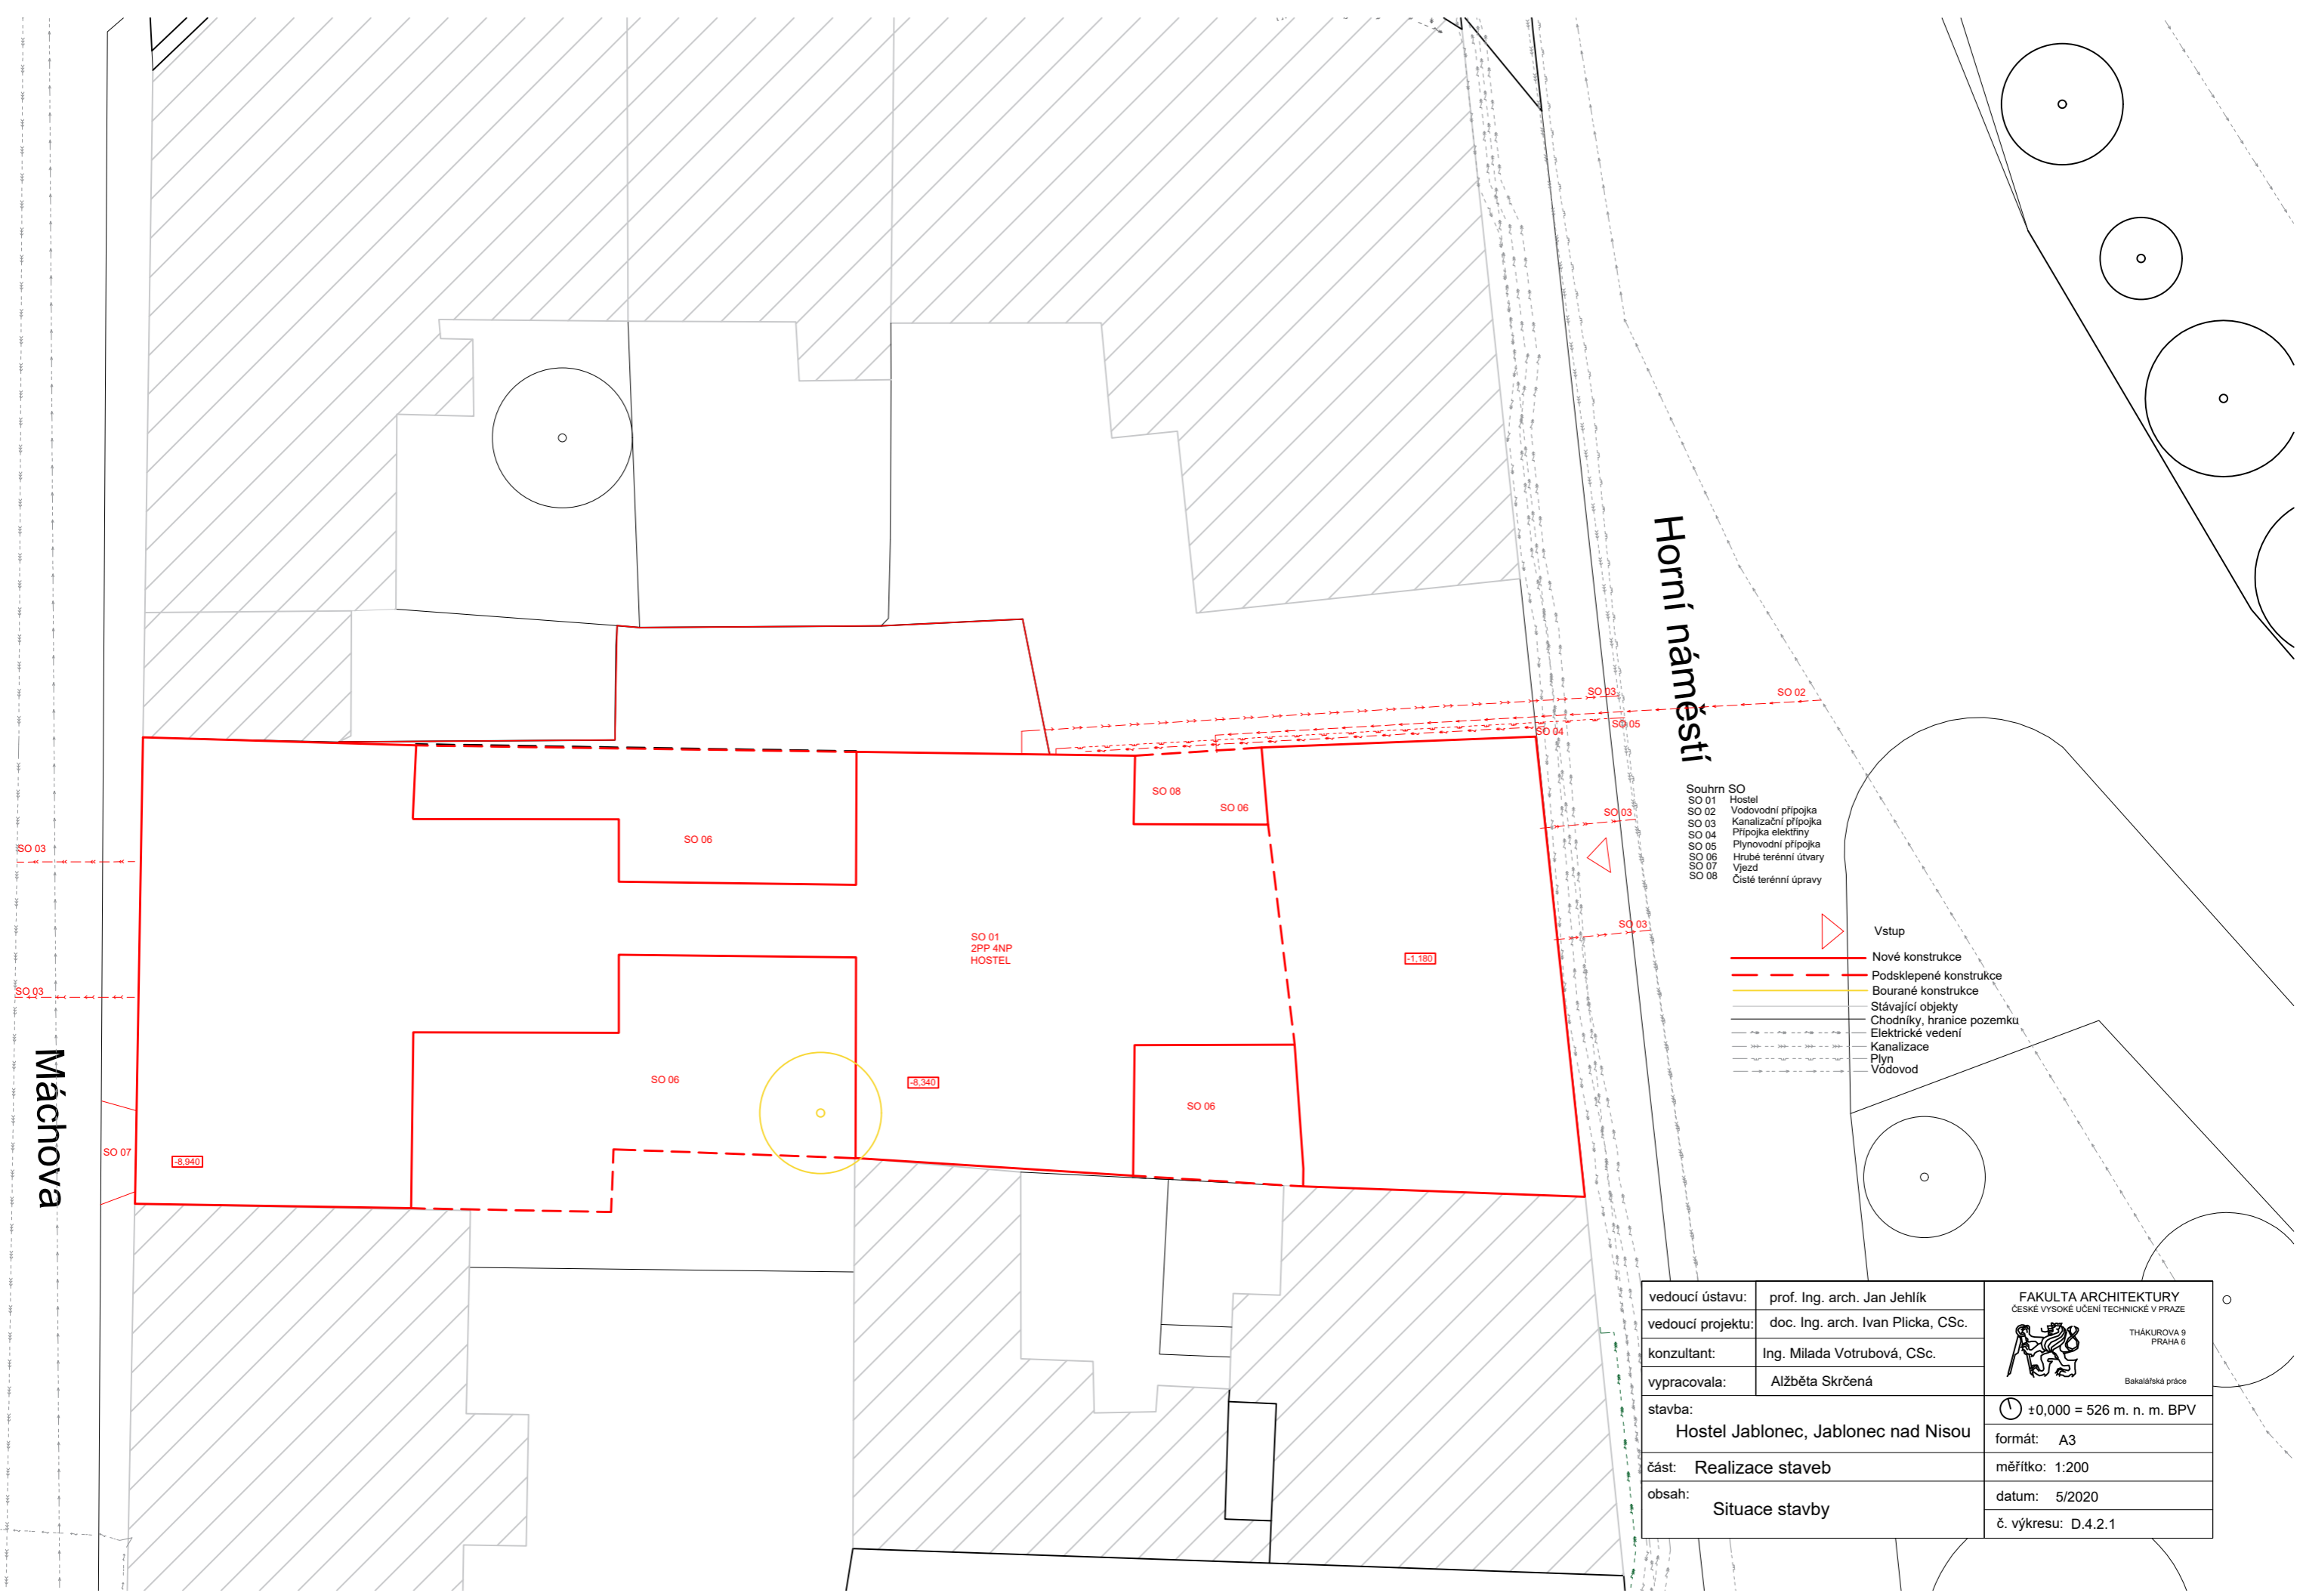 Horní náměstí
SO 03
SO 02
SO 05
SO 04
SO 08
SO 06
SO 06
SO 03
SO 03
SO 03
SO 03
SO 01
2PP 4NP
HOSTEL
-1,180
-8,340
SO 06
SO 06
SO 07
-8,940
Máchova
Souhrn SO
SO 01 Hostel
SO 02 Vodovodní přípojka
SO 03 Kanalizační přípojka
SO 04 Přípojka elektřiny
SO 05 Plynovodní přípojka
SO 06 Hrubé terénní útvary
SO 07 Vjezd
SO 08 Čisté terénní úpravy
Vstup
Nové konstrukce
Podsklepené konstrukce
Bourané konstrukce
Stávající objekty
Chodníky, hranice pozemku
Elektrické vedení
Kanalizace
Plyn
Vodovod
vedoucí ústavu: prof. Ing. arch. Jan Jehlík
vedoucí projektu: doc. Ing. arch. Ivan Plicka, CSc.
konzultant: Ing. Milada Votrubová, CSc.
vypracovala: Alžběta Skrčená
FAKULTA ARCHITEKTURY
ČESKÉ VYSOKÉ UČENÍ TECHNICKÉ V PRAZE
THÁKUROVA 9
PRAHA 6
Bakalářská práce
stavba:
Hostel Jablonec, Jablonec nad Nisou
část: Realizace staveb
obsah:
Situace stavby
±0,000 = 526 m. n. m. BPV
formát: A3
měřítko: 1:200
datum: 5/2020
č. výkresu: D.4.2.1